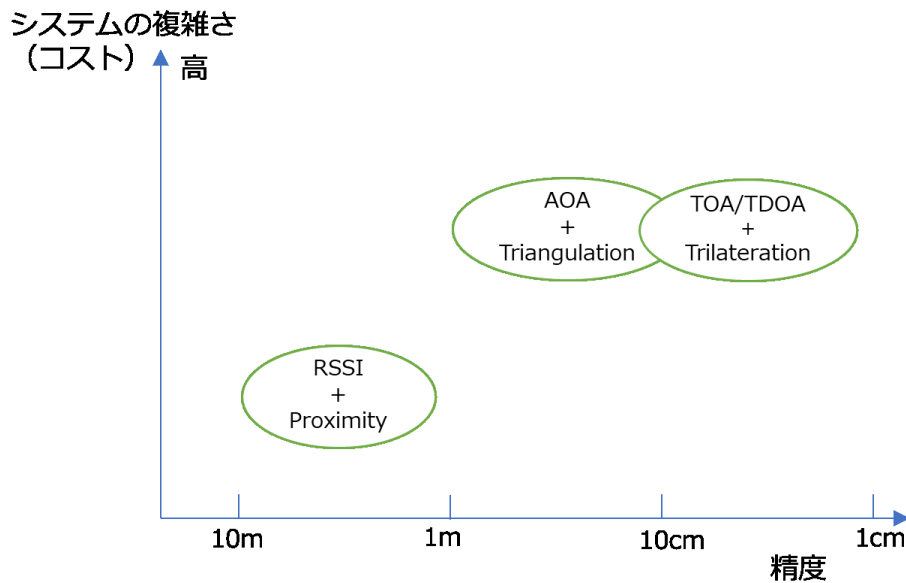 システムの複雑さ
（コスト）
高
AOA
+
Triangulation
TOA/TDOA
+
Trilateration
RSSI
+
Proximity
10m
1m
10cm
1cm
精度